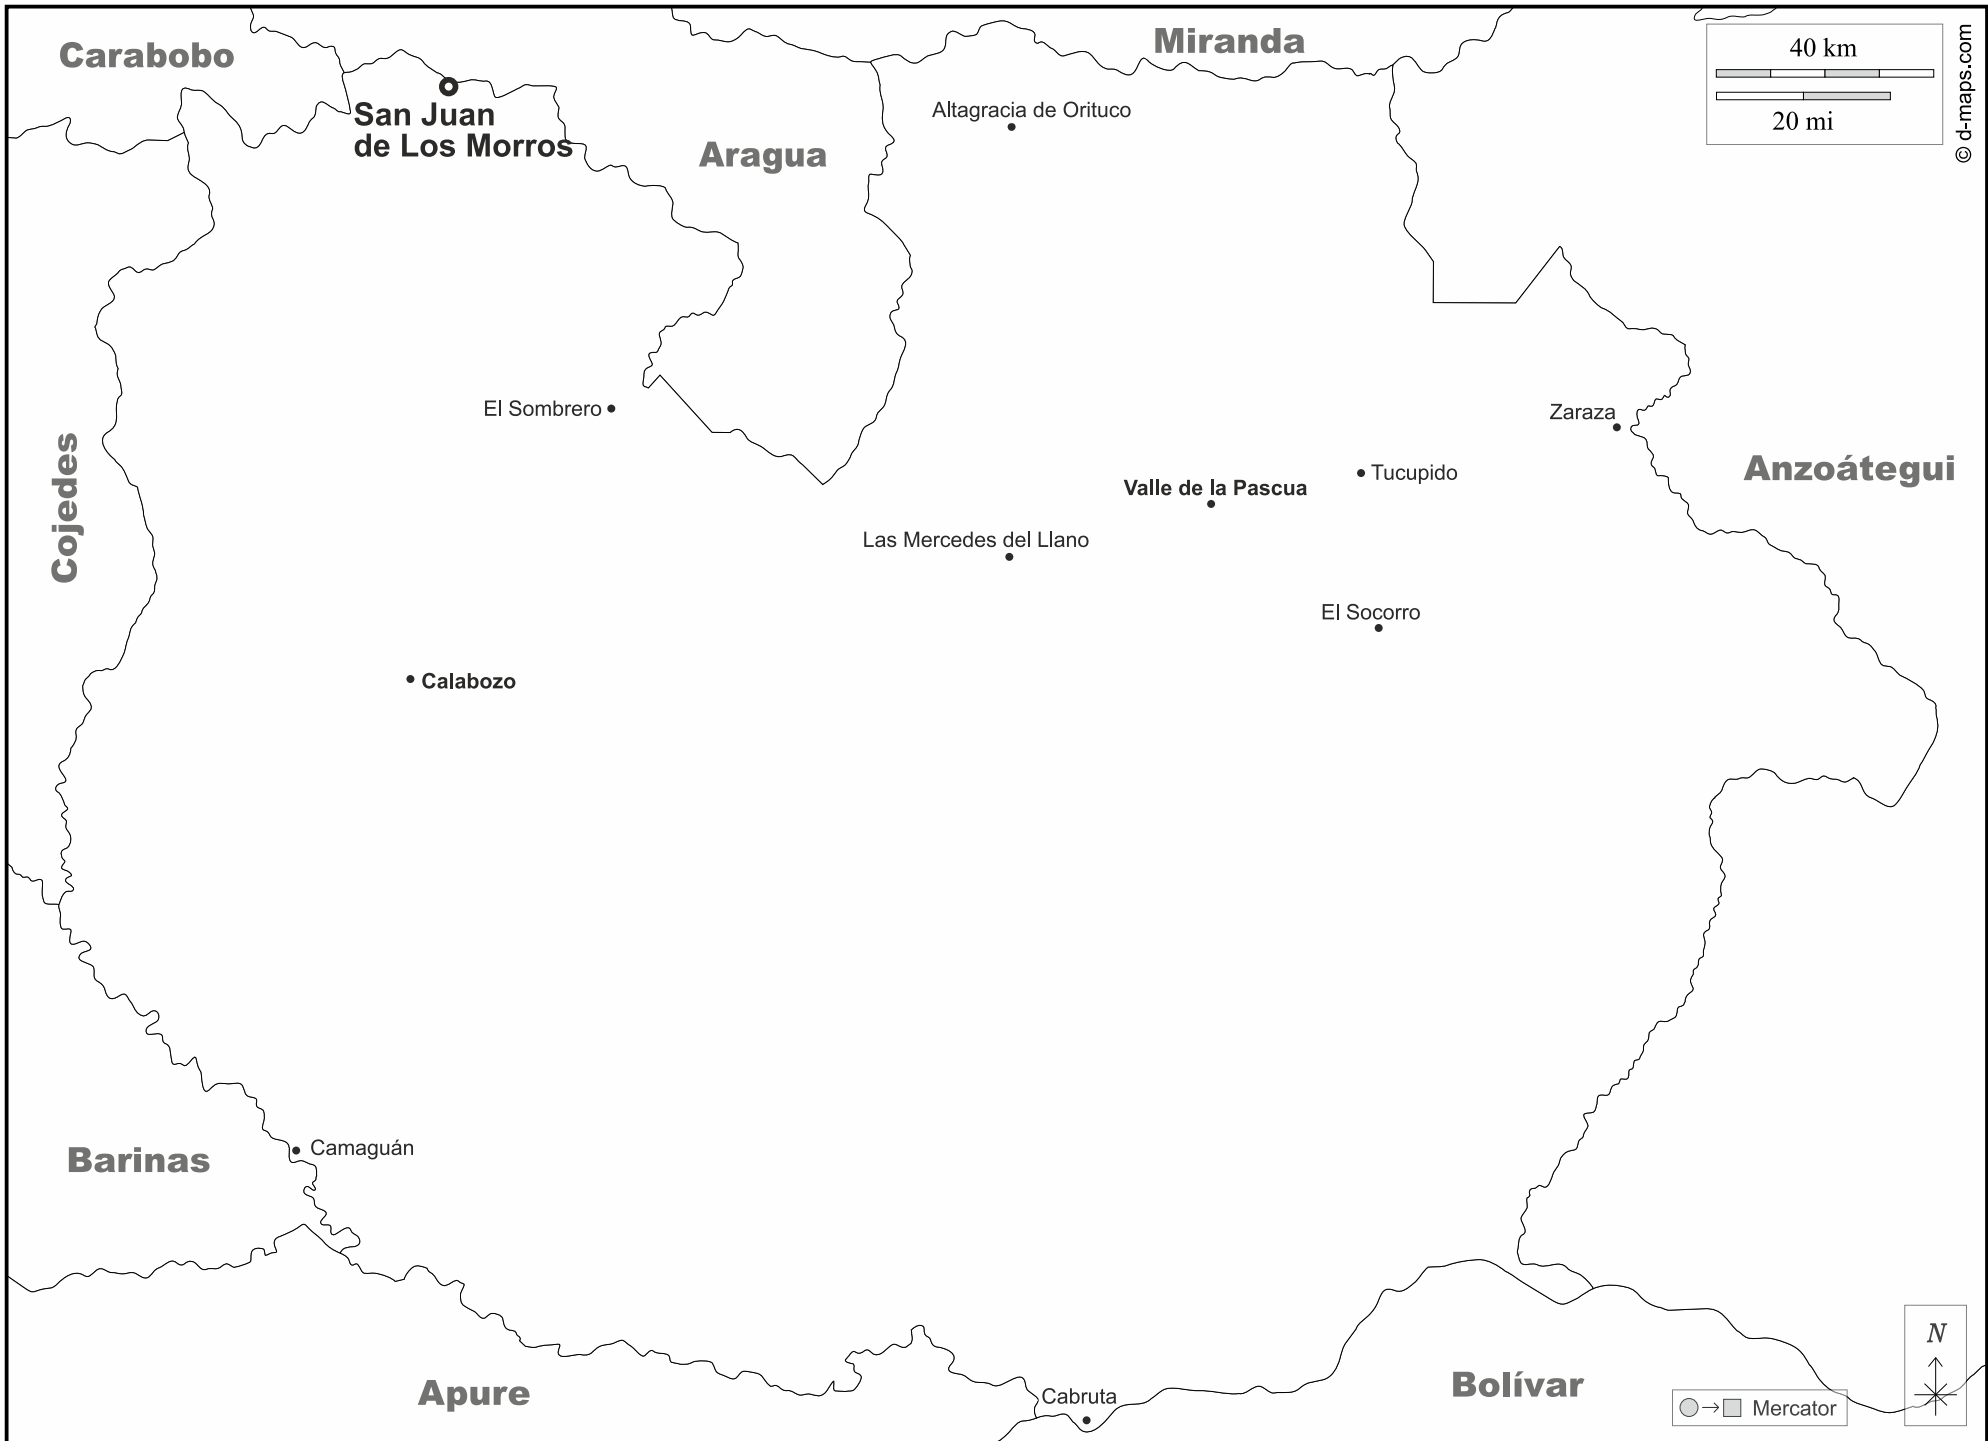 Carabobo
Miranda
40 km
20 mi
© d-maps.com
San Juan
de Los Morros
Altagracia de Orituco
Aragua
El Sombrero
Zaraza
Cojedes
Anzoátegui
Tucupido
Valle de la Pascua
Las Mercedes del Llano
El Socorro
Calabozo
Camaguán
Barinas
N
Apure
Bolívar
Cabruta
Mercator